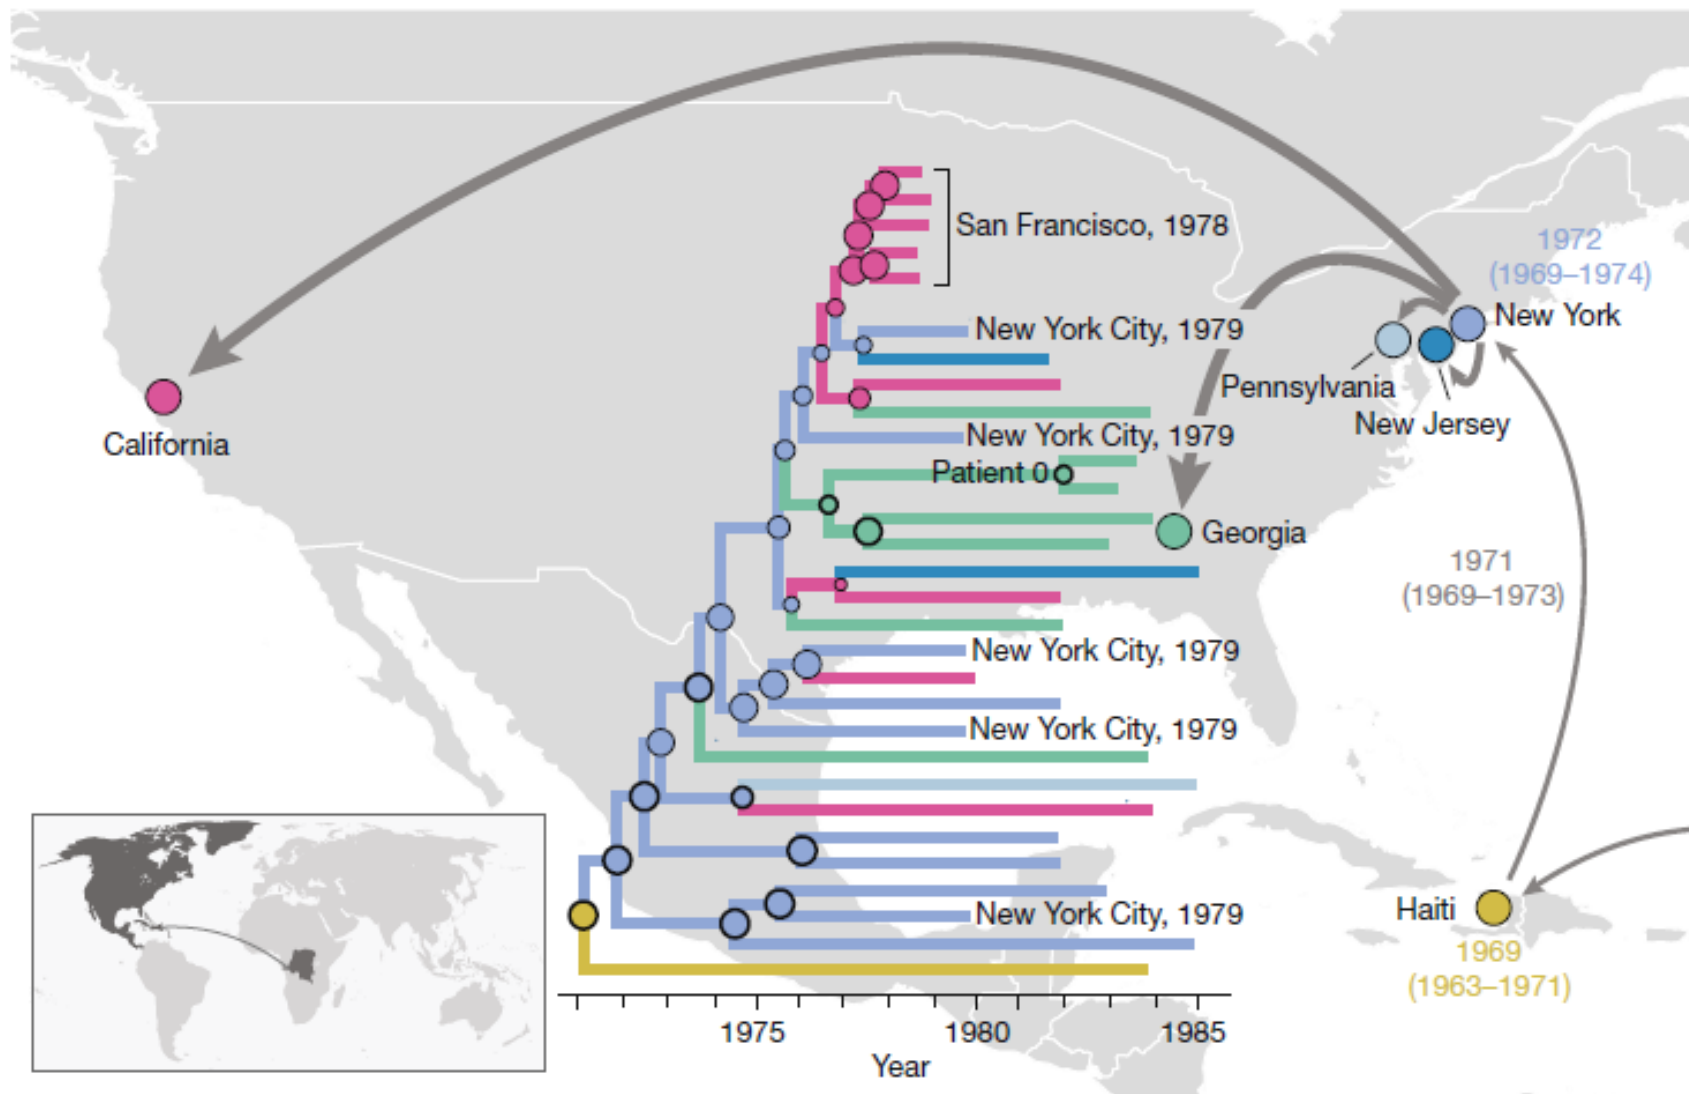 San Francisco, 1978
1972
(1969–1974)
New York
New York City, 1979
Pennsylvania
New Jersey
California
New York City, 1979
Patient 0
Georgia
1971
(1969–1973)
New York City, 1979
New York City, 1979
Haiti
New York City, 1979
1969
(1963–1971)
1975
1980
1985
Year